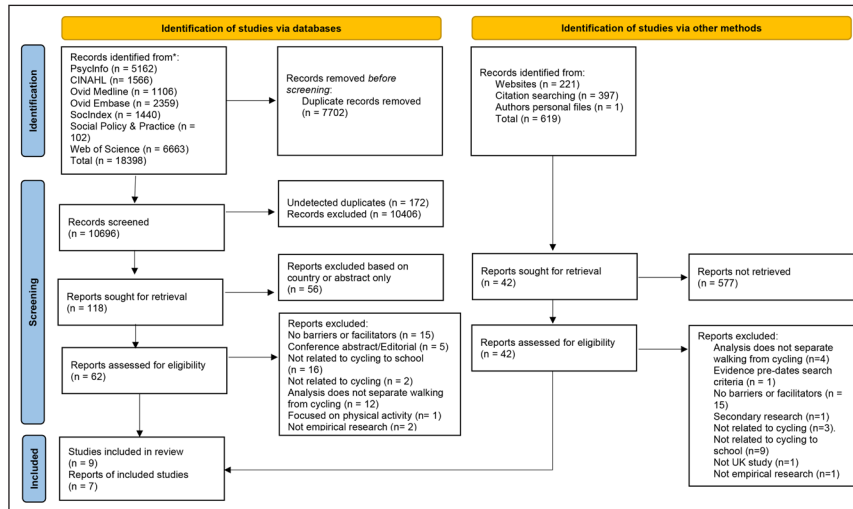 Identification of studies via databases
Identification of studies via other methods
Identification
Records identified from*:
PsycInfo (n = 5162)
CINAHL (n = 1566)
Ovid Medline (n = 1106)
Ovid Embase (n = 2359)
SocIndex (n = 1440)
Social Policy & Practice (n =
102)
Web of Science (n = 6663)
Total (n = 18398)
Records removed before
screening:
Duplicate records removed
(n = 7702)
Records identified from:
Websites (n = 221)
Citation searching (n = 397)
Authors personal files (n = 1)
Total (n = 619)
Screening
Records screened
(n = 10696)
Undetected duplicates (n = 172)
Records excluded (n = 10406)
Reports sought for retrieval
(n = 118)
Reports excluded based on
country or abstract only
(n = 56)
Reports sought for retrieval
(n = 42)
Reports not retrieved
(n = 577)
Reports assessed for eligibility
(n = 62)
Reports excluded:
No barriers or facilitators (n = 15)
Conference abstract/Editorial (n = 5)
Not related to cycling to school
(n = 16)
Not related to cycling (n = 2)
Analysis does not separate walking
from cycling (n = 12)
Focused on physical activity (n= 1)
Not empirical research (n= 2)
Reports assessed for eligibility
(n = 42)
Reports excluded:
Analysis does not separate
walking from cycling (n=4)
Evidence pre-dates search
criteria (n = 1)
No barriers or facilitators (n =
15)
Secondary research (n=1)
Not related to cycling (n=3).
Not related to cycling to
school (n=9)
Not UK study (n=1)
Not empirical research (n=1)
Included
Studies included in review
(n = 9)
Reports of included studies
(n = 7)